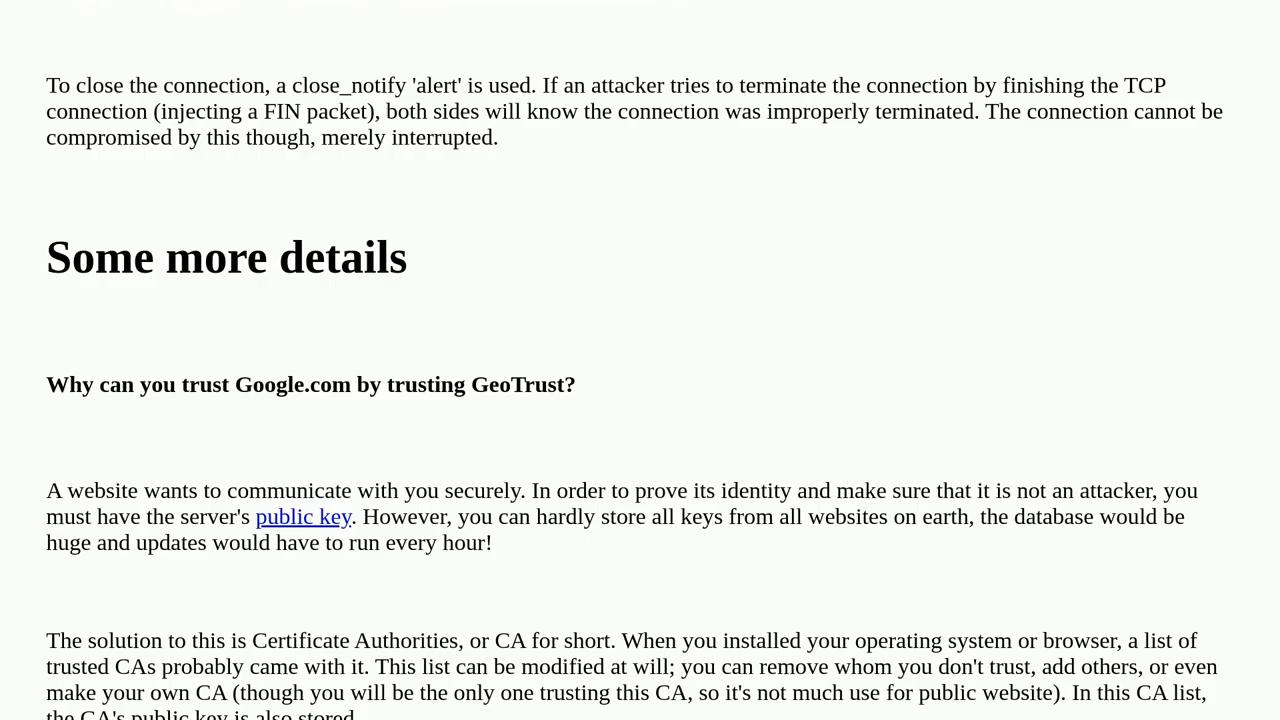 To close the connection, a close_notify 'alert' is used. If an attacker tries to terminate the connection by finishing the TCP
connection (injecting a FIN packet), both sides will know the connection was improperly terminated. The connection cannot be
compromised by this though, merely interrupted.
Some more details
Why can you trust Google.com by trusting GeoTrust?
A website wants to communicate with you securely. In order to prove its identity and make sure that it is not an attacker, you
must have the server's public key. However, you can hardly store all keys from all websites on earth, the database would be
huge and updates would have to run every hour!
The solution to this is Certificate Authorities, or CA for short. When you installed your operating system or browser, a list of
trusted CAs probably came with it. This list can be modified at will; you can remove whom you don't trust, add others, or even
make your own CA (though you will be the only one trusting this CA, so it's not much use for public website). In this CA list,
the CA's public key is also stored.